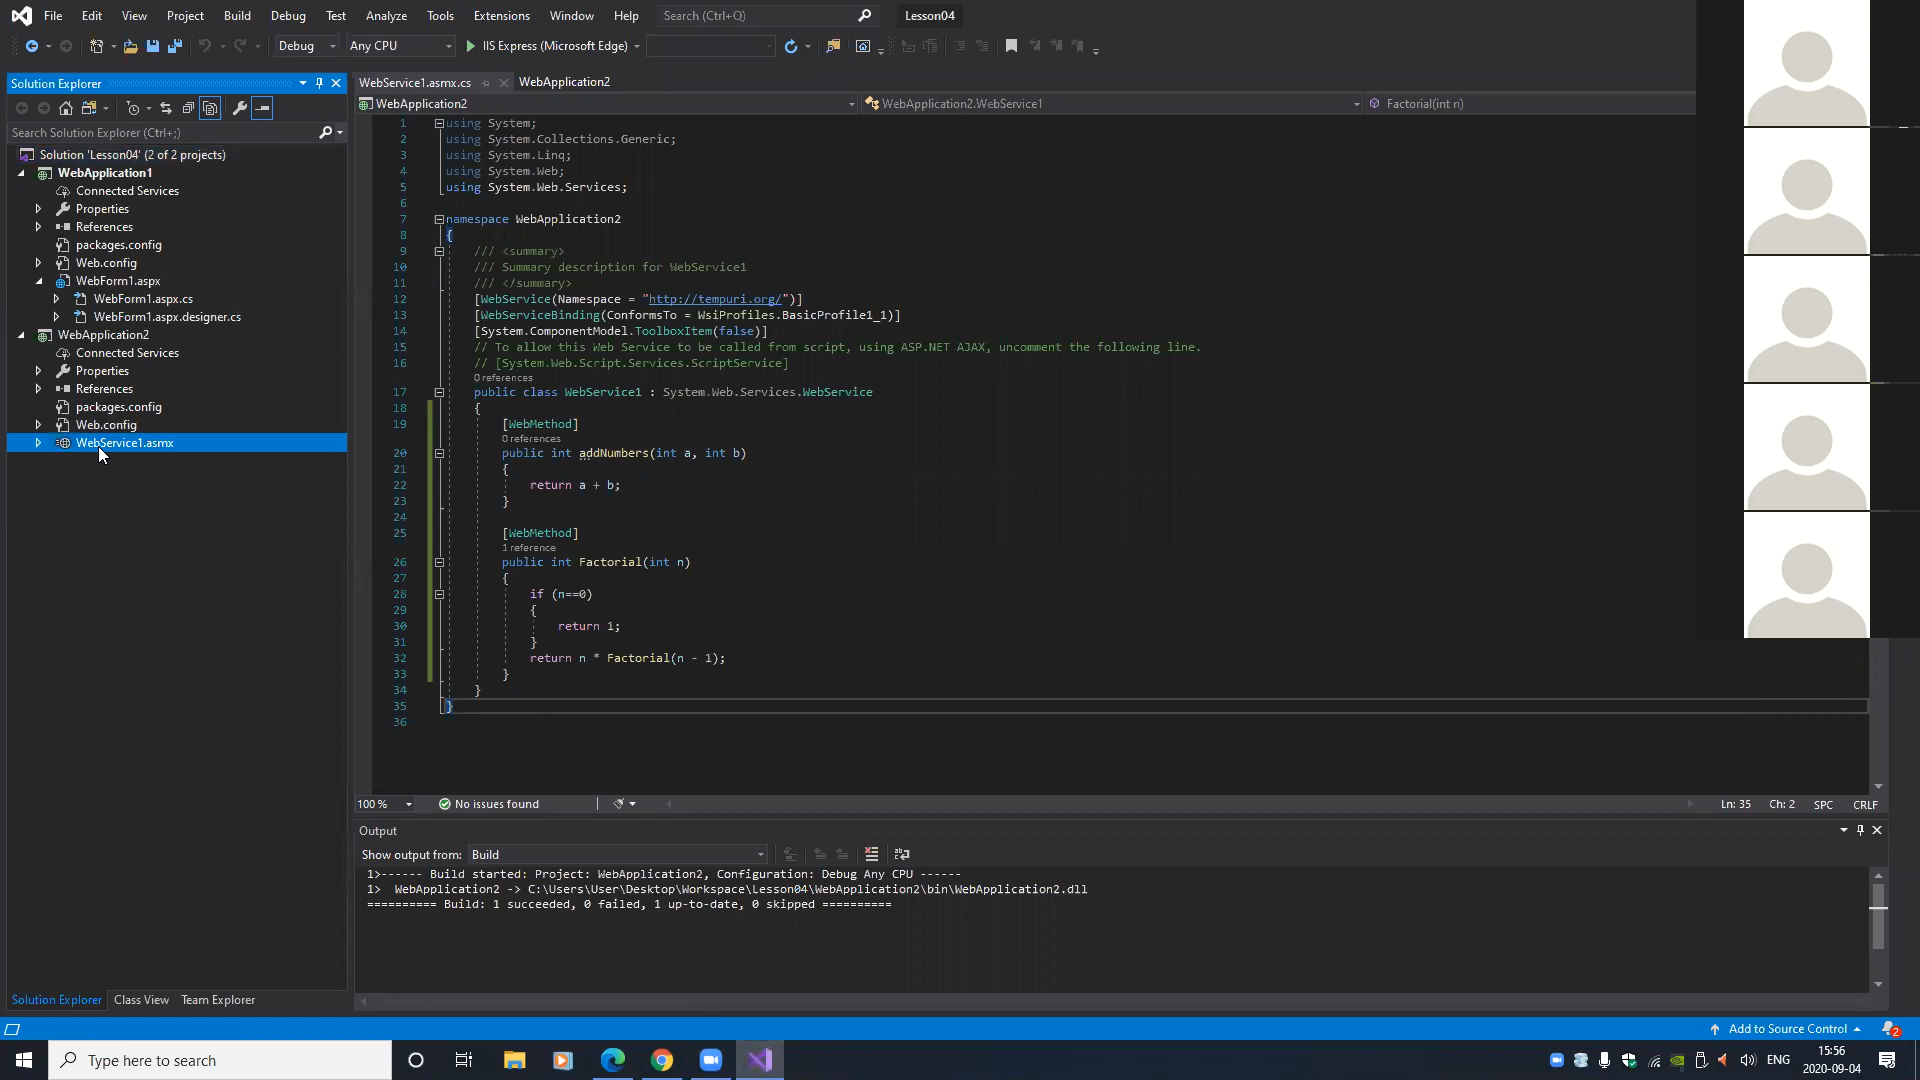 File Edit View Project Build Debug Test Analyze Tools Extensions Window Help Search (Ctrl+Q) Lesson04
Debug Any CPU IIS Express (Microsoft Edge)
Solution Explorer
Search Solution Explorer (Ctrl+;)
Solution 'Lesson04' (2 of 2 projects)
WebApplication1
Connected Services
Properties
References
packages.config
Web.config
WebForm1.aspx
WebForm1.aspx.cs
WebForm1.aspx.designer.cs
WebApplication2
Connected Services
Properties
References
packages.config
Web.config
WebService1.asmx
Solution Explorer Class View Team Explorer
WebService1.asmx.cs WebApplication2
WebApplication2 WebApplication2.WebService1 Factorial(int n)
1 using System;
2 using System.Collections.Generic;
3 using System.Linq;
4 using System.Web;
5 using System.Web.Services;
6
7 namespace WebApplication2
8 {
9 /// <summary>
10 /// Summary description for WebService1
11 /// </summary>
12 [WebService(Namespace = "http://tempuri.org/")]
13 [WebServiceBinding(ConformsTo = WsiProfiles.BasicProfile1_1)]
14 [System.ComponentModel.ToolboxItem(false)]
15 // To allow this Web Service to be called from script, using ASP.NET AJAX, uncomment the following line.
16 // [System.Web.Script.Services.ScriptService]
0 references
17 public class WebService1 : System.Web.Services.WebService
18 {
19 [WebMethod]
0 references
20 public int addNumbers(int a, int b)
21 {
22 return a + b;
23 }
24
25 [WebMethod]
1 reference
26 public int Factorial(int n)
27 {
28 if (n==0)
29 {
30 return 1;
31 }
32 return n * Factorial(n - 1);
33 }
34 }
35 }
36
100 % No issues found Ln: 35 Ch: 2 SPC CRLF
Output
Show output from: Build
1>------ Build started: Project: WebApplication2, Configuration: Debug Any CPU ------
1> WebApplication2 -> C:\Users\User\Desktop\Workspace\Lesson04\WebApplication2\bin\WebApplication2.dll
========== Build: 1 succeeded, 0 failed, 1 up-to-date, 0 skipped ==========
Add to Source Control 2
Type here to search
ENG 15:56
2020-09-04